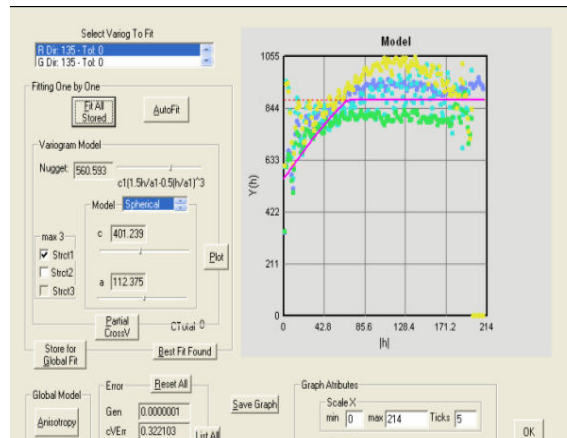 Select Variog To Fit
R Dir: 135 - Tol: 0
G Dir: 135 - Tol: 0
Fitting One by One
Fit All Stored
AutoFit
Variogram Model
Nugget: 560.593
c1(1.5h/a1-0.5(h/a1)^3
Model Spherical
max 3
c 401.239
Strct1
Strct2
a 112.375
Strct3
Plot
Partial CrossV
CTotal 0
Store for Global Fit
Best Fit Found
Global Model
Anisotropy
Error
Reset All
Gen 0.0000001
cVErr 0.322103
List All
Save Graph
Model
1055
844
633
422
211
0
Y(h)
0 42.8 85.6 128.4 171.2 214
|h|
Graph Atributes
Scale X
min 0 max 214 Ticks 5
OK